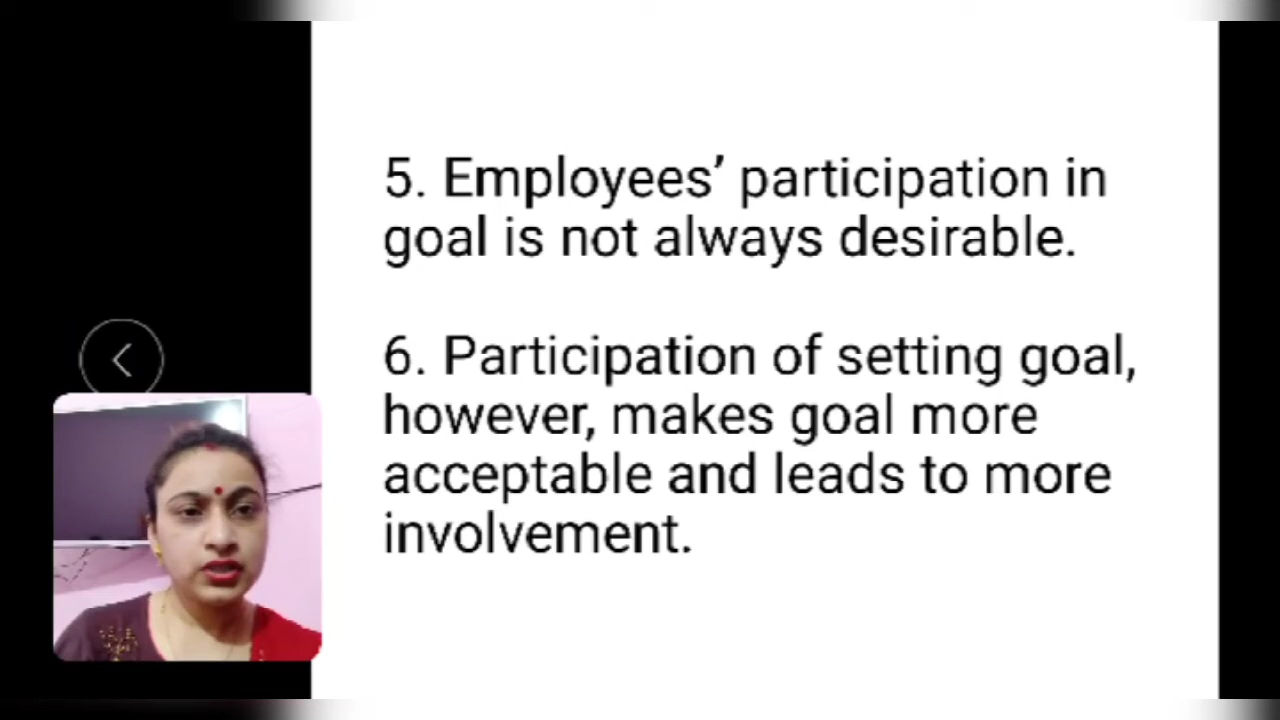 5. Employees’ participation in
goal is not always desirable.
6. Participation of setting goal,
however, makes goal more
acceptable and leads to more
involvement.